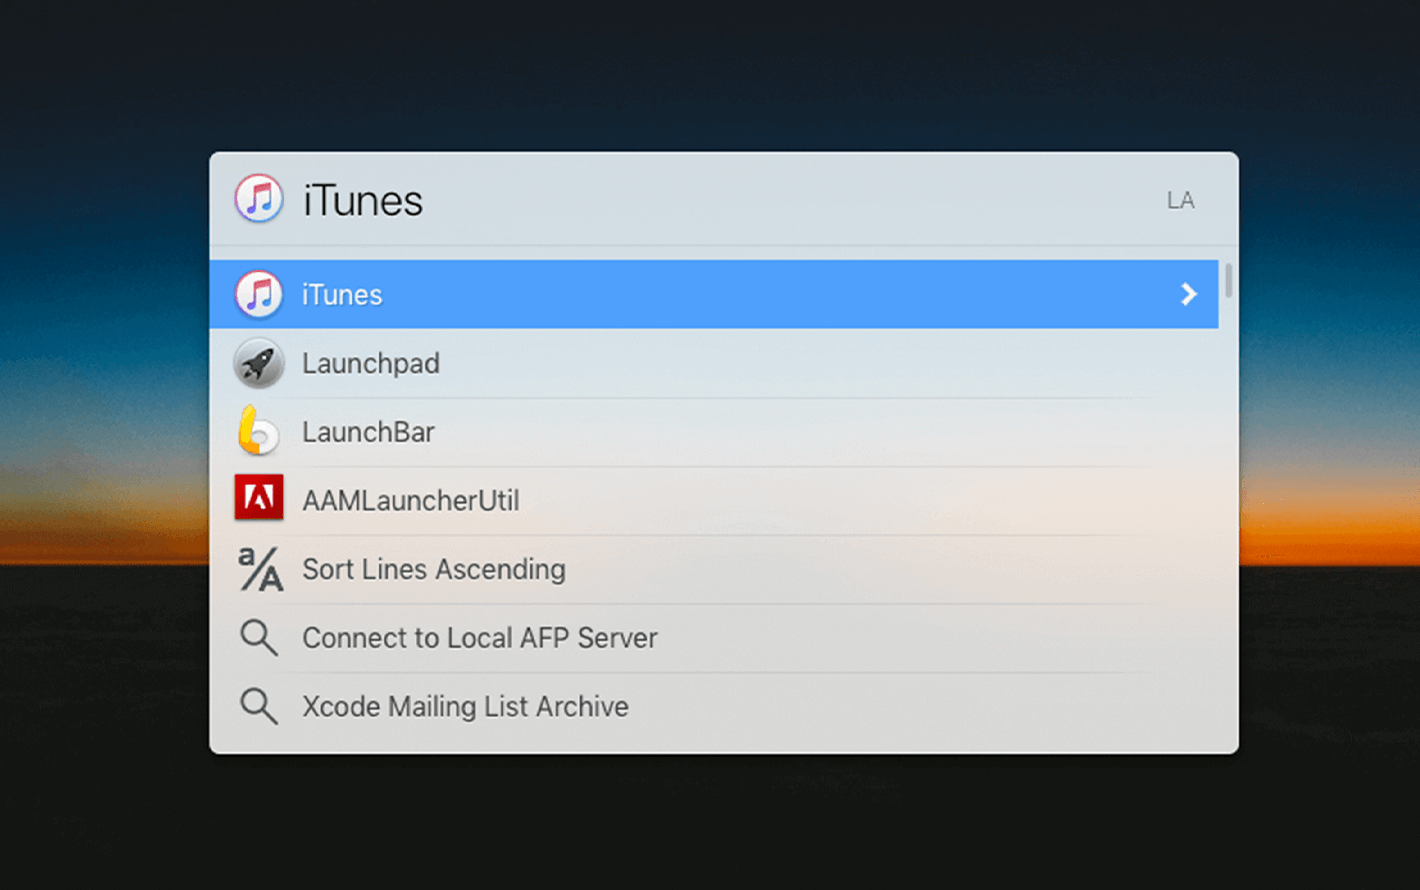 iTunes LA
iTunes
Launchpad
LaunchBar
AAMLauncherUtil
a/A Sort Lines Ascending
Connect to Local AFP Server
Xcode Mailing List Archive